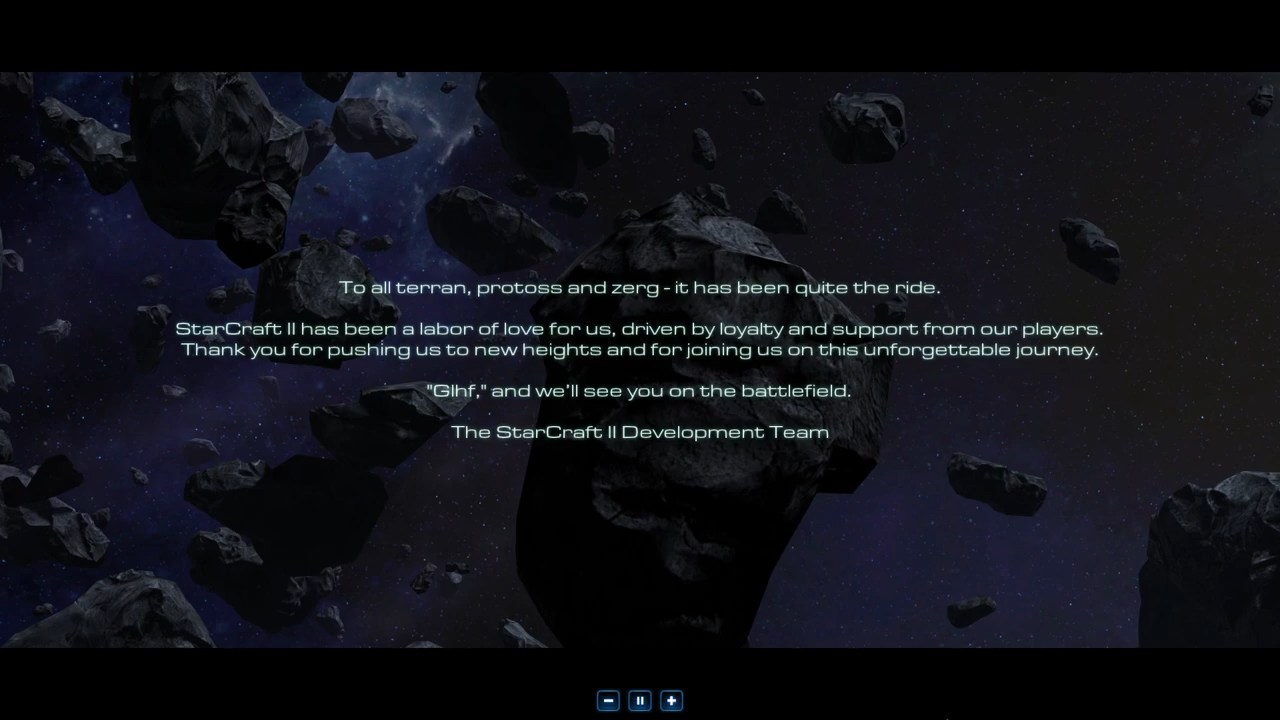 To all terran, protoss and zerg - it has been quite the ride.
StarCraft II has been a labor of love for us, driven by loyalty and support from our players.
Thank you for pushing us to new heights and for joining us on this unforgettable journey.
"Glhf," and we'll see you on the battlefield.
The StarCraft II Development Team